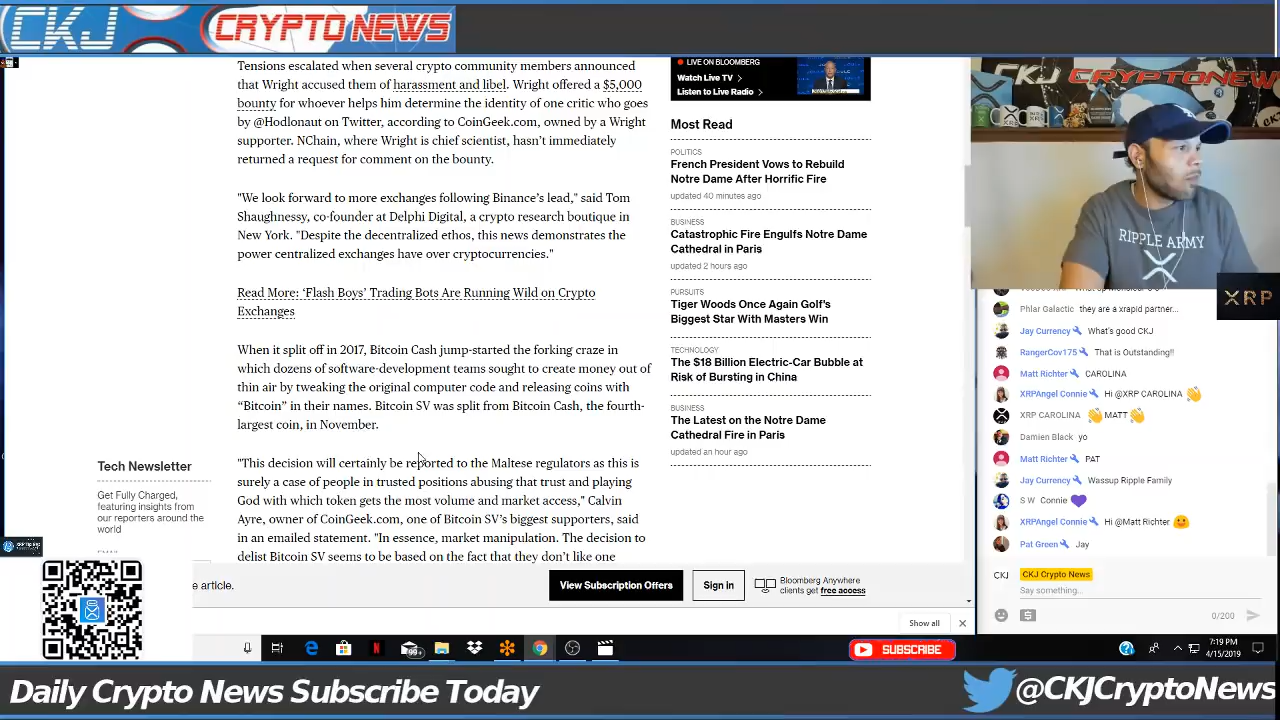 CKJ CRYPTO NEWS
Tensions escalated when several crypto community members announced
that Wright accused them of harassment and libel. Wright offered a $5,000
bounty for whoever helps him determine the identity of one critic who goes
by @Hodlonaut on Twitter, according to CoinGeek.com, owned by a Wright
supporter. NChain, where Wright is chief scientist, hasn't immediately
returned a request for comment on the bounty.
"We look forward to more exchanges following Binance's lead," said Tom
Shaughnessy, co-founder at Delphi Digital, a crypto research boutique in
New York. "Despite the decentralized ethos, this news demonstrates the
power centralized exchanges have over cryptocurrencies."
Read More: 'Flash Boys' Trading Bots Are Running Wild on Crypto
Exchanges
When it split off in 2017, Bitcoin Cash jump-started the forking craze in
which dozens of software-development teams sought to create money out of
thin air by tweaking the original computer code and releasing coins with
“Bitcoin” in their names. Bitcoin SV was split from Bitcoin Cash, the fourth-
largest coin, in November.
"This decision will certainly be reported to the Maltese regulators as this is
surely a case of people in trusted positions abusing that trust and playing
God with which token gets the most volume and market access," Calvin
Ayre, owner of CoinGeek.com, one of Bitcoin SV's biggest supporters, said
in an emailed statement. "In essence, market manipulation. The decision to
delist Bitcoin SV seems to be based on the fact that they don't like one
Tech Newsletter
Get Fully Charged,
featuring insights from
our reporters around the
world
LIVE ON BLOOMBERG
Watch Live TV >
Listen to Live Radio >
Most Read
POLITICS
French President Vows to Rebuild
Notre Dame After Horrific Fire
updated 40 minutes ago
BUSINESS
Catastrophic Fire Engulfs Notre Dame
Cathedral in Paris
updated 2 hours ago
PURSUITS
Tiger Woods Once Again Golf's
Biggest Star With Masters Win
TECHNOLOGY
The $18 Billion Electric-Car Bubble at
Risk of Bursting in China
BUSINESS
The Latest on the Notre Dame
Cathedral Fire in Paris
updated an hour ago
e article.
View Subscription Offers
Sign in
Bloomberg Anywhere
clients get free access
Show all
CKJ CRYPTONEWS
RIPPLE ARMY
XRP
Phlar Galactic they are a xrapid partner...
Jay Currency What's good CKJ
RangerCov175 That is Outstanding!!
Matt Richter CAROLINA
XRPAngel Connie Hi @XRP CAROLINA
XRP CAROLINA MATT
Damien Black yo
Matt Richter PAT
Jay Currency Wassup Ripple Family
S W Connie
XRPAngel Connie Hi @Matt Richter
Pat Green Jay
CKJ CKJ Crypto News
Say something...
0/200
99+
7:19 PM
4/15/2019
SUBSCRIBE
Daily Crypto News Subscribe Today
@CKJCryptoNews